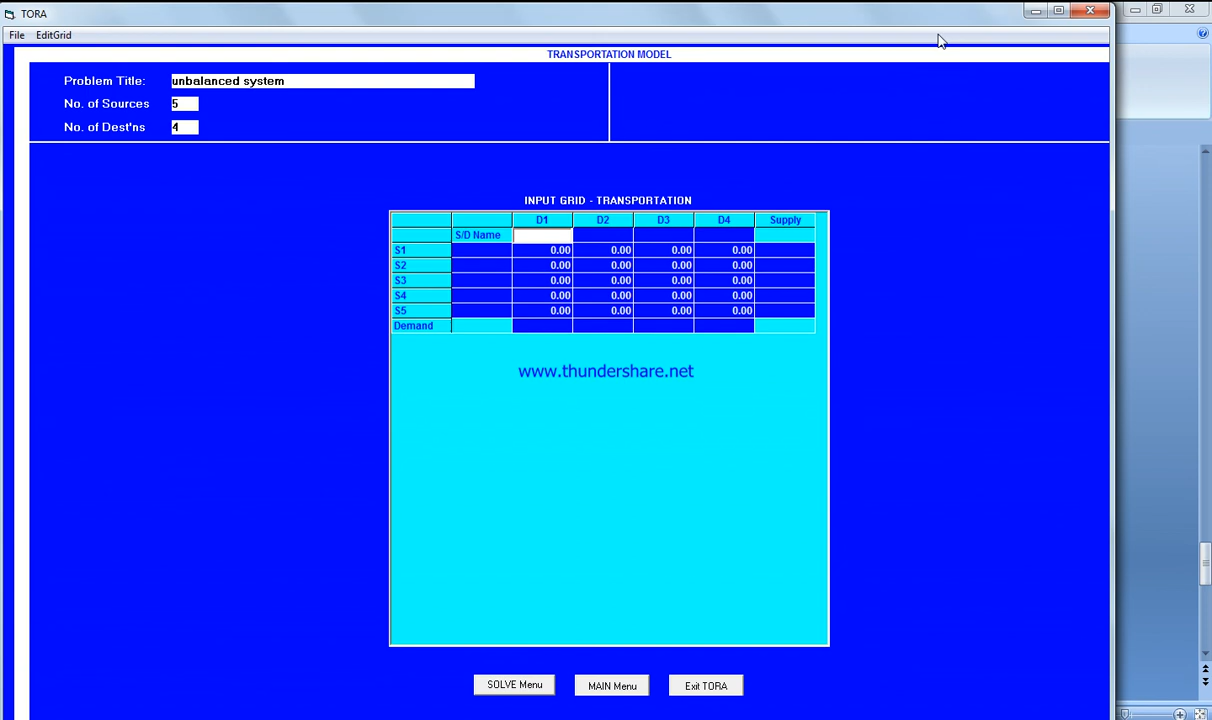 TORA
File EditGrid
TRANSPORTATION MODEL
Problem Title: unbalanced system
No. of Sources 5
No. of Dest'ns 4
INPUT GRID - TRANSPORTATION
D1 D2 D3 D4 Supply
S/D Name
S1 0.00 0.00 0.00 0.00
S2 0.00 0.00 0.00 0.00
S3 0.00 0.00 0.00 0.00
S4 0.00 0.00 0.00 0.00
S5 0.00 0.00 0.00 0.00
Demand
www.thundershare.net
SOLVE Menu MAIN Menu Exit TORA